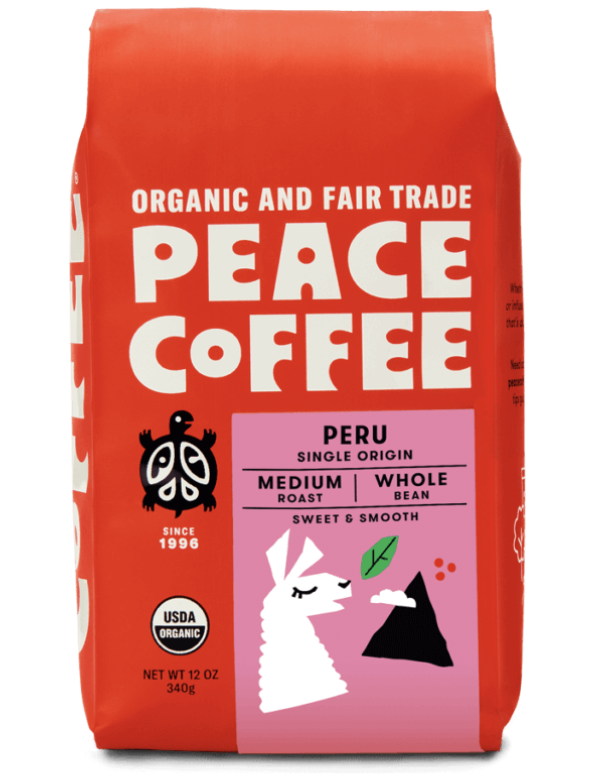 ORGANIC AND FAIR TRADE
PEACE
COFFEE
PERU
SINGLE ORIGIN
MEDIUM ROAST
WHOLE BEAN
SWEET & SMOOTH
SINCE
1996
USDA
ORGANIC
NET WT 12 OZ
340g
COFFEE